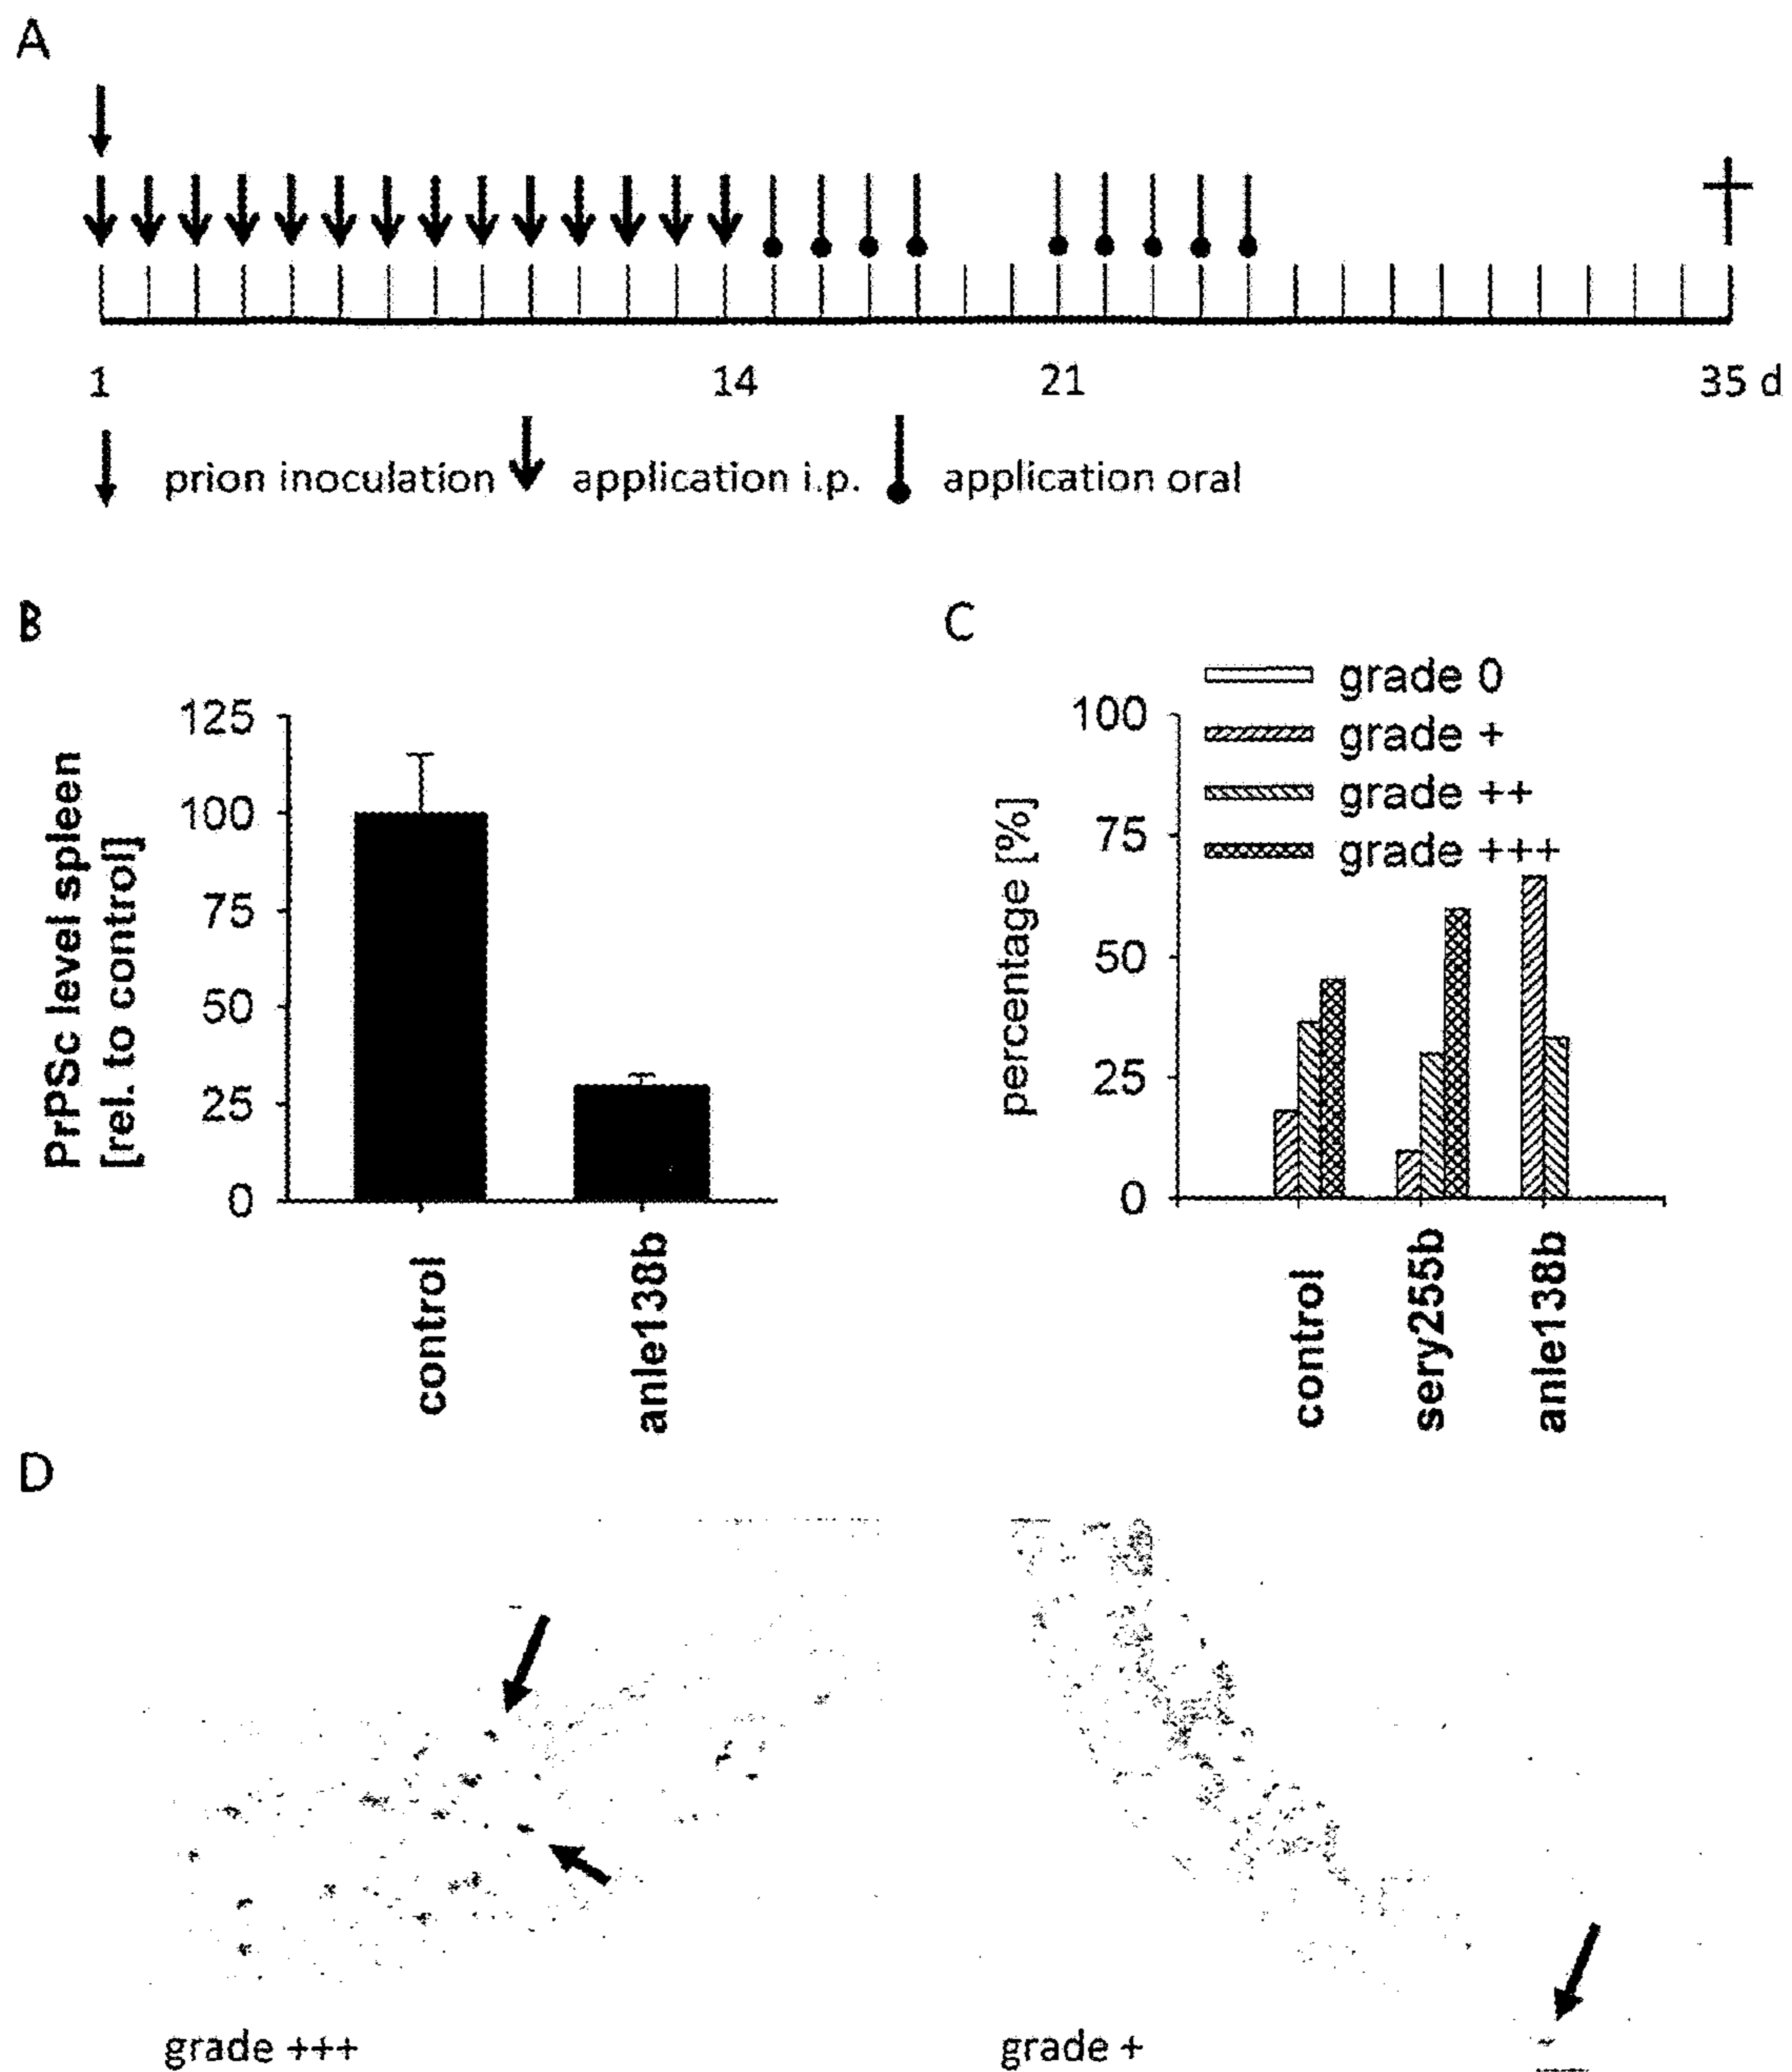 A
1 14 21 35 d
prion inoculation application i.p. application oral
B
PrPSc level spleen
[rel. to control]
125
100
75
50
25
0
control
anle138b
C
grade 0
grade +
grade ++
grade +++
percentage [%]
100
75
50
25
0
control
sery255b
anle138b
D
grade +++
grade +